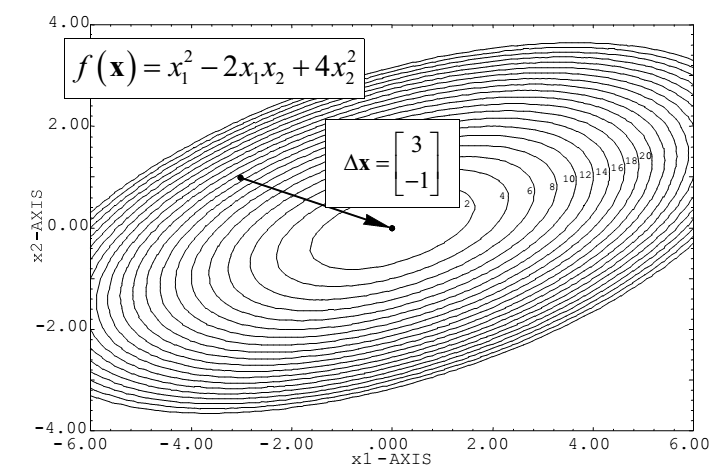 4.00
f(x) = x₁² − 2x₁x₂ + 4x₂²
2.00
Δx = [3
−1]
2 4 6 8 10 12 14 16 18 20
0.00
x2-AXIS
-2.00
-4.00
-6.00 -4.00 -2.00 .000 2.00 4.00 6.00
x1-AXIS